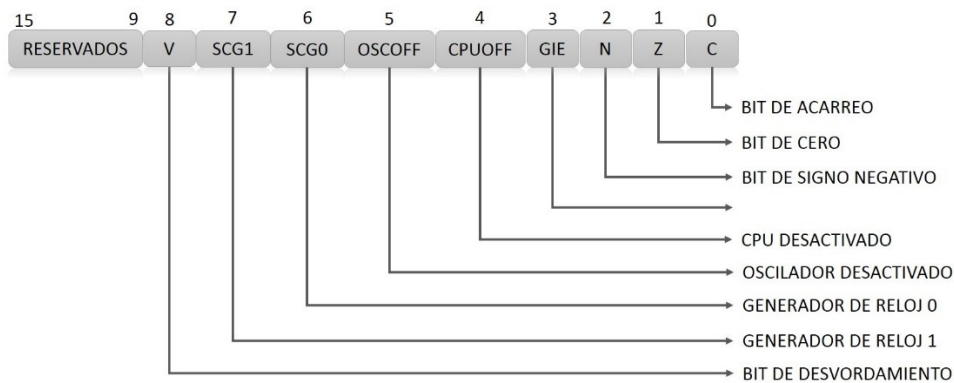 15 9 8 7 6 5 4 3 2 1 0
RESERVADOS V SCG1 SCG0 OSCOFF CPUOFF GIE N Z C
BIT DE ACARREO
BIT DE CERO
BIT DE SIGNO NEGATIVO
CPU DESACTIVADO
OSCILADOR DESACTIVADO
GENERADOR DE RELOJ 0
GENERADOR DE RELOJ 1
BIT DE DESVORDAMIENTO